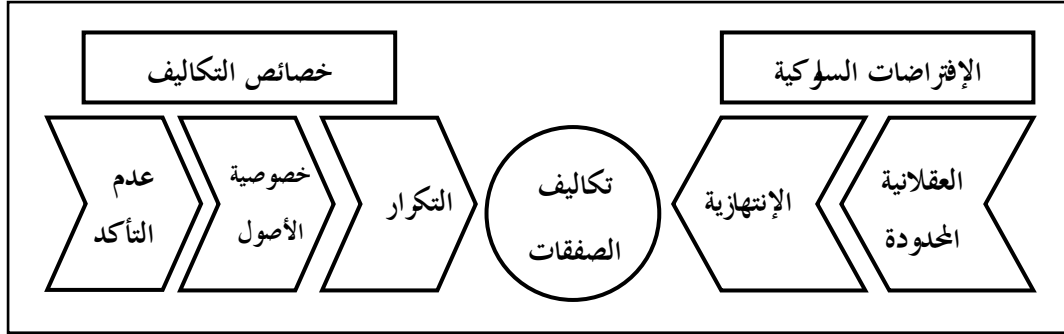 الإفتراضات السلوكية
خصائص التكاليف
العقلانية
المحدودة
الإنتهازية
تكاليف
الصفقات
التكرار
خصوصية
الأصول
عدم
التأكد